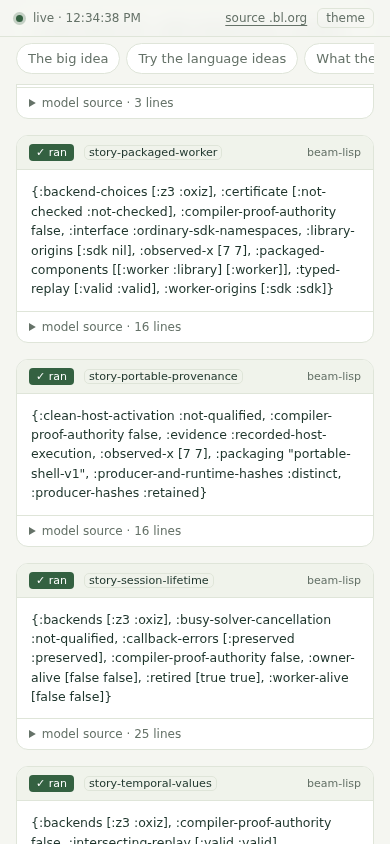 live · 12:34:38 PM
source .bl.org
theme
The big idea
Try the language ideas
What the
▶ model source · 3 lines
✓ ran
story-packaged-worker
beam-lisp
{:backend-choices [:z3 :oxiz], :certificate [:not-
checked :not-checked], :compiler-proof-authority
false, :interface :ordinary-sdk-namespaces, :library-
origins [:sdk nil], :observed-x [7 7], :packaged-
components [[:worker :library] [:worker]], :typed-
replay [:valid :valid], :worker-origins [:sdk :sdk]}
▶ model source · 16 lines
✓ ran
story-portable-provenance
beam-lisp
{:clean-host-activation :not-qualified, :compiler-
proof-authority false, :evidence :recorded-host-
execution, :observed-x [7 7], :packaging "portable-
shell-v1", :producer-and-runtime-hashes :distinct,
:producer-hashes :retained}
▶ model source · 16 lines
✓ ran
story-session-lifetime
beam-lisp
{:backends [:z3 :oxiz], :busy-solver-cancellation
:not-qualified, :callback-errors [:preserved
:preserved], :compiler-proof-authority false, :owner-
alive [false false], :retired [true true], :worker-alive
[false false]}
▶ model source · 25 lines
✓ ran
story-temporal-values
beam-lisp
{:backends [:z3 :oxiz], :compiler-proof-authority
false, :intersecting-replay [:valid :valid]